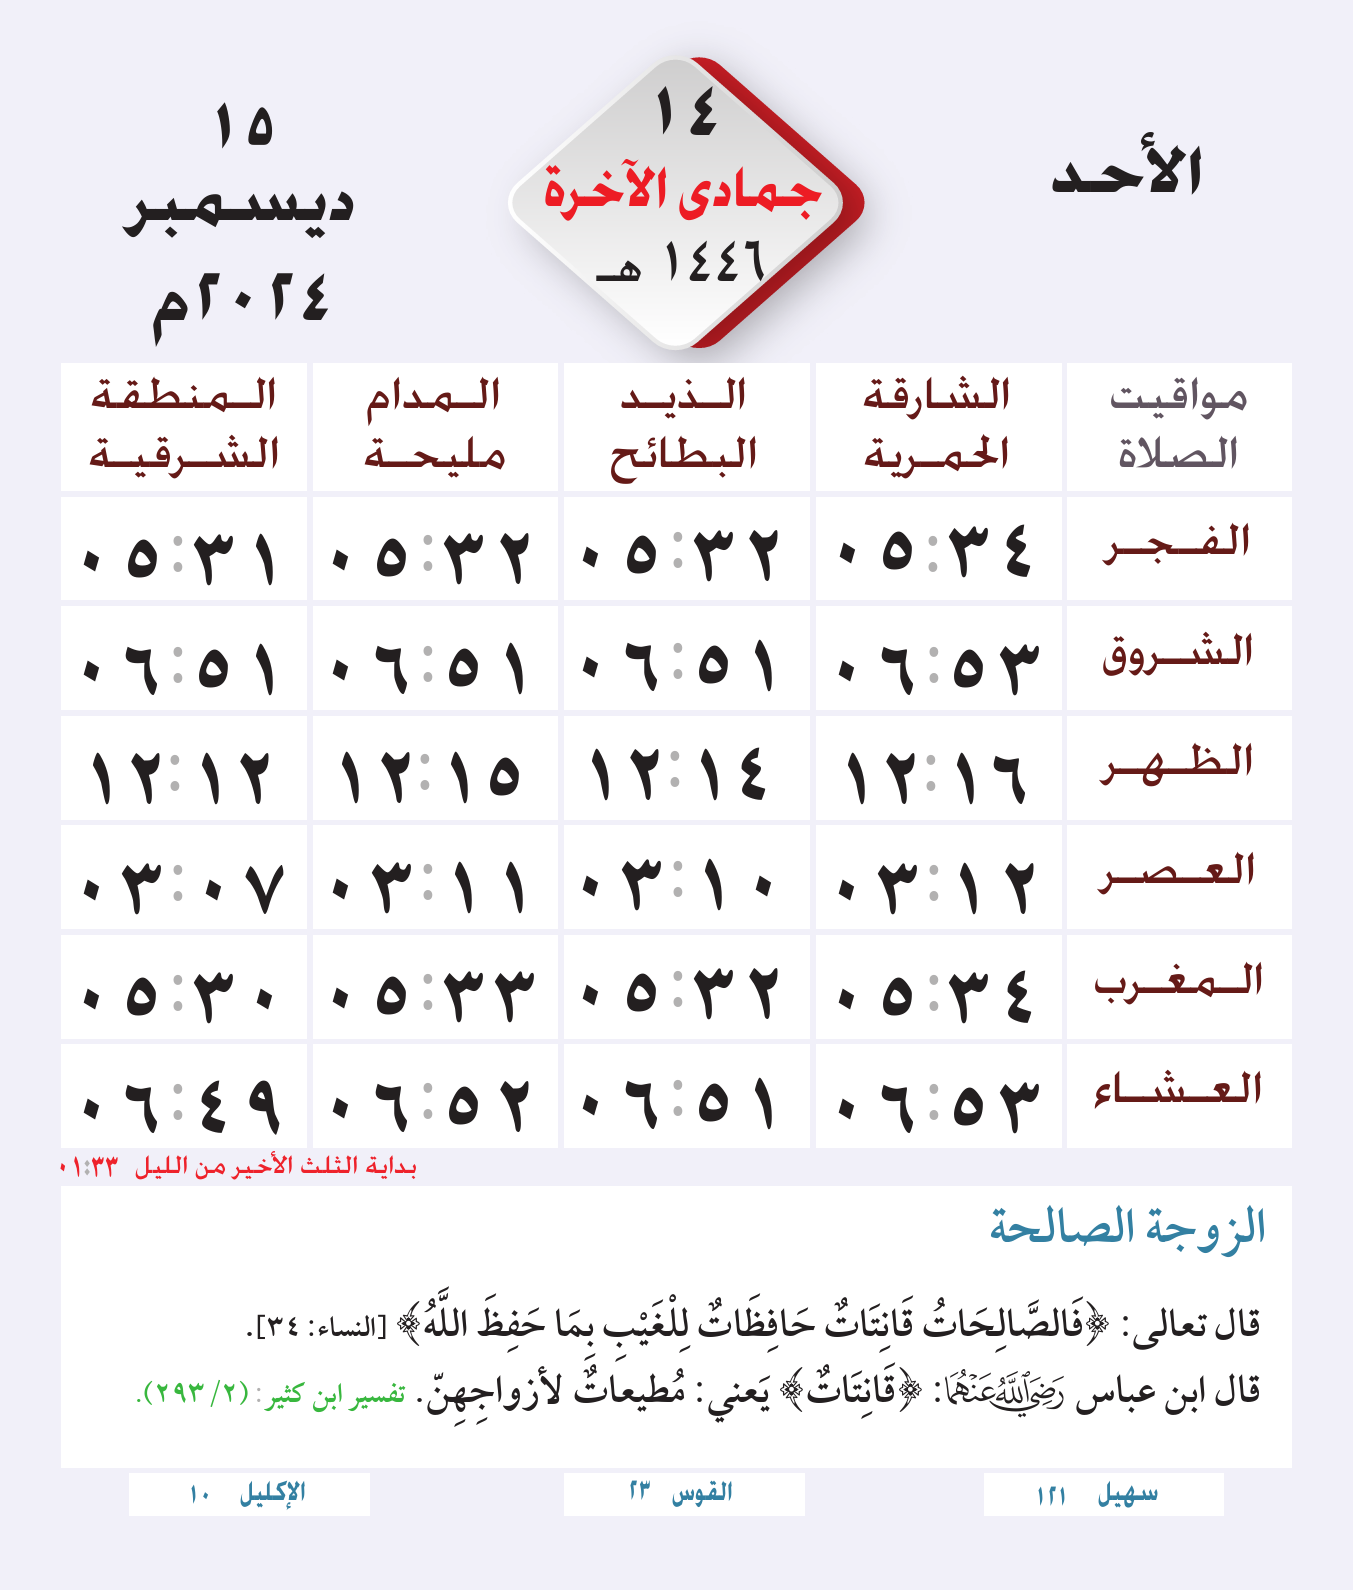 الأحد
١٤
جمادى الآخرة
١٤٤٦ هـ
١٥
ديسمبر
٢٠٢٤م
مواقيت الصلاة
الشارقة الحمرية
الذيد البطائح
المدام مليحة
المنطقة الشرقية
الفجر ٠٥:٣٤ ٠٥:٣٢ ٠٥:٣٢ ٠٥:٣١
الشروق ٠٦:٥٣ ٠٦:٥١ ٠٦:٥١ ٠٦:٥١
الظهر ١٢:١٦ ١٢:١٤ ١٢:١٥ ١٢:١٢
العصر ٠٣:١٢ ٠٣:١٠ ٠٣:١١ ٠٣:٠٧
المغرب ٠٥:٣٤ ٠٥:٣٢ ٠٥:٣٣ ٠٥:٣٠
العشاء ٠٦:٥٣ ٠٦:٥١ ٠٦:٥٢ ٠٦:٤٩
بداية الثلث الأخير من الليل ٠١:٣٣
الزوجة الصالحة
قال تعالى: ﴿فَالصَّالِحَاتُ قَانِتَاتٌ حَافِظَاتٌ لِلْغَيْبِ بِمَا حَفِظَ اللَّهُ﴾ [النساء: ٣٤].
قال ابن عباس رَضِيَ اللَّهُ عَنْهُمَا: ﴿قَانِتَاتٌ﴾ يَعني: مُطيعاتٌ لأزواجِهِنّ. تفسير ابن كثير: (٢/ ٢٩٣).
سهيل ١٢١
القوس ٢٣
الإكليل ١٠